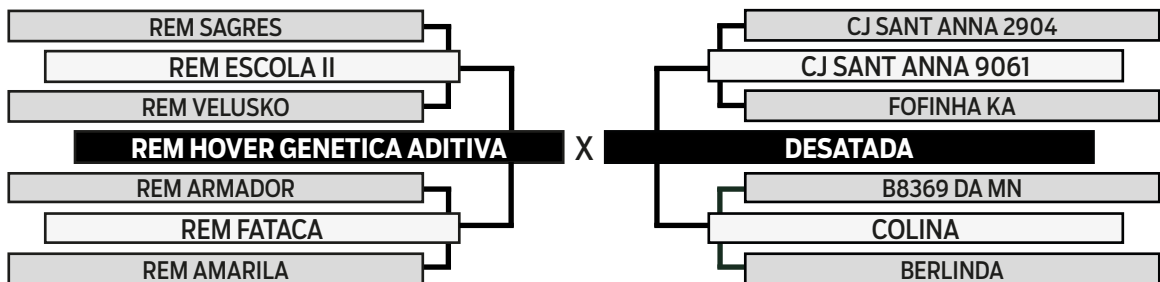 REM SAGRES
REM ESCOLA II
REM VELUSKO
REM HOVER GENETICA ADITIVA
REM ARMADOR
REM FATACA
REM AMARILA
X
CJ SANT ANNA 2904
CJ SANT ANNA 9061
FOFINHA KA
DESATADA
B8369 DA MN
COLINA
BERLINDA